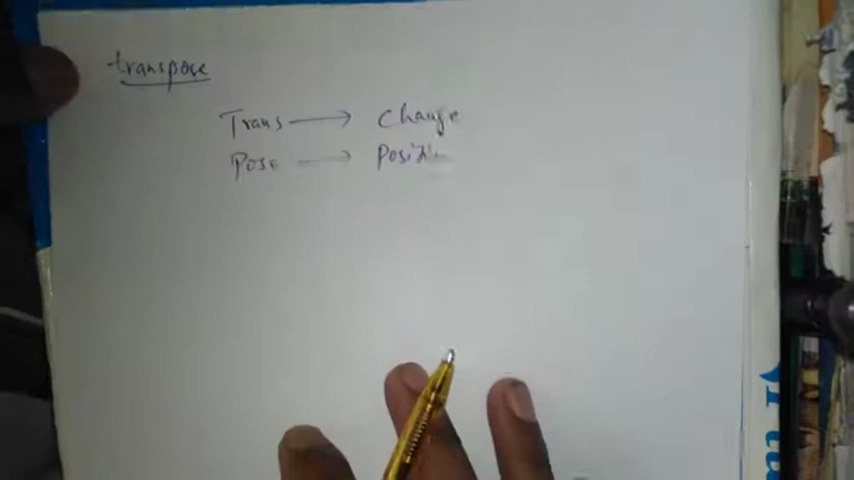 transpose
Trans → Change
Pose →